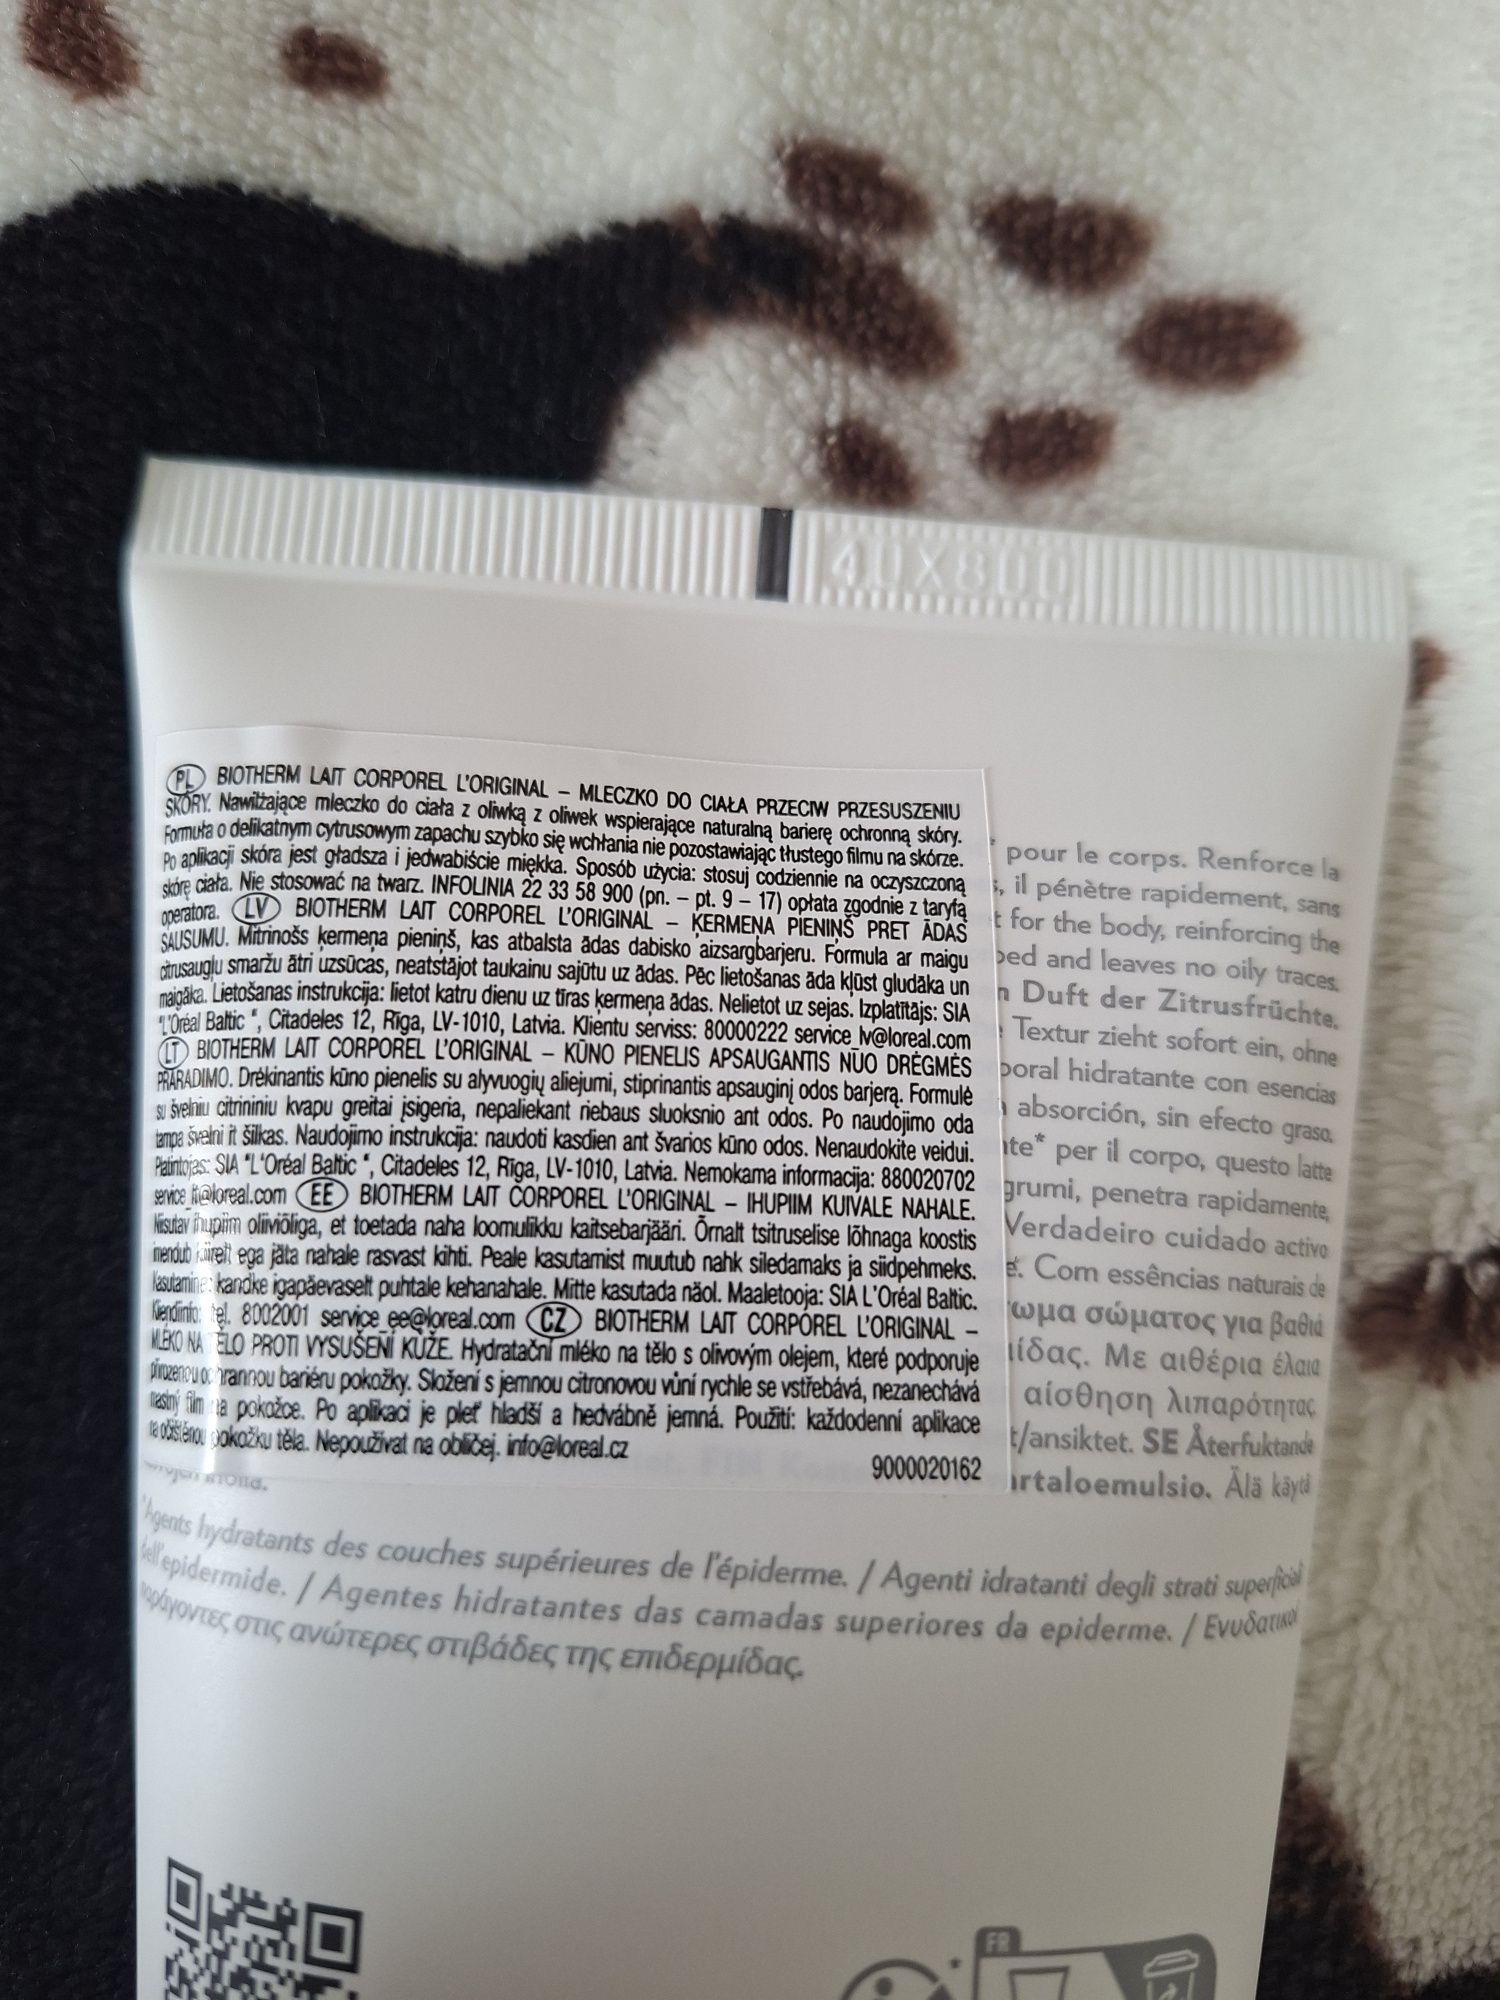 40X800
PL BIOTHERM LAIT CORPOREL L'ORIGINAL – MLECZKO DO CIAŁA PRZECIW PRZESUSZENIU
SKÓRY. Nawilżające mleczko do ciała z oliwką z oliwek wspierające naturalną barierę ochronną skóry.
Formuła o delikatnym cytrusowym zapachu szybko się wchłania nie pozostawiając tłustego filmu na skórze.
Po aplikacji skóra jest gładsza i jedwabiście miękka. Sposób użycia: stosuj codziennie na oczyszczoną
skórę ciała. Nie stosować na twarz. INFOLINIA 22 33 58 900 (pn. – pt. 9 – 17) opłata zgodnie z taryfą
operatora. LV BIOTHERM LAIT CORPOREL L'ORIGINAL – ĶERMEŅA PIENIŅŠ PRET ĀDAS
SAUSUMU. Mitrinošs ķermeņa pieniņš, kas atbalsta ādas dabisko aizsargbarjeru. Formula ar maigu
citrusauglu smaržu ātri uzsūcas, neatstājot taukainu sajūtu uz ādas. Pēc lietošanas āda kļūst gludāka un
maigāka. Lietošanas instrukcija: lietot katru dienu uz tīras ķermeņa ādas. Nelietot uz sejas. Izplatītājs: SIA
"L'Oréal Baltic ", Citadeles 12, Rīga, LV-1010, Latvia. Klientu serviss: 80000222 service_lv@loreal.com
LT BIOTHERM LAIT CORPOREL L'ORIGINAL – KŪNO PIENELIS APSAUGANTIS NUO DRĖGMĖS
PRARADIMO. Drėkinantis kūno pienelis su alyvuogių aliejumi, stiprinantis apsauginį odos barjerą. Formulė
su švelniu citrininiu kvapu greitai įsigeria, nepaliekant riebaus sluoksnio ant odos. Po naudojimo oda
tampa švelni it šilkas. Naudojimo instrukcija: naudoti kasdien ant švarios kūno odos. Nenaudokite veidui.
Platintojas: SIA "L'Oréal Baltic ", Citadeles 12, Rīga, LV-1010, Latvia. Nemokama informacija: 880020702
service_lt@loreal.com EE BIOTHERM LAIT CORPOREL L'ORIGINAL – IHUPIIM KUIVALE NAHALE.
Niisutav ihupiim oliiviõliga, et toetada naha loomulikku kaitsebarjääri. Õrnalt tsitruselise lõhnaga koostis
imendub kiirelt ega jäta nahale rasvast kihti. Peale kasutamist muutub nahk siledamaks ja siidpehmeks.
Kasutamine: kandke igapäevaselt puhtale kehanahale. Mitte kasutada näol. Maaletooja: SIA L'Oréal Baltic.
Kliendiinfo: tel. 8002001 service_ee@loreal.com CZ BIOTHERM LAIT CORPOREL L'ORIGINAL –
MLÉKO NA TĚLO PROTI VYSUŠENÍ KŮŽE. Hydratační mléko na tělo s olivovým olejem, které podporuje
přirozenou ochrannou bariéru pokožky. Složení s jemnou citronovou vůní rychle se vstřebává, nezanechává
mastný film na pokožce. Po aplikaci je pleť hladší a hedvábně jemná. Použití: každodenní aplikace
na očištěnou pokožku těla. Nepoužívat na obličej. info@loreal.cz
9000020162
pour le corps. Renforce la
, il pénètre rapidement, sans
for the body, reinforcing the
and leaves no oily traces.
Duft der Zitrusfrüchte.
Textur zieht sofort ein, ohne
hidratante con esencias
absorción, sin efecto graso.
per il corpo, questo latte
penetra rapidamente,
Verdadeiro cuidado activo
Com essências naturais de
σώματος για βαθιά
Με αιθέρια έλαια
αίσθηση λιπαρότητας
t/ansiktet. SE Återfuktande
Älä käytä
*Agents hydratants des couches supérieures de l'épiderme. / Agenti idratanti degli strati superficiali
dell'epidermide. / Agentes hidratantes das camadas superiores da epiderme. / Ενυδατικοί
παράγοντες στις ανώτερες στιβάδες της επιδερμίδας.
FR